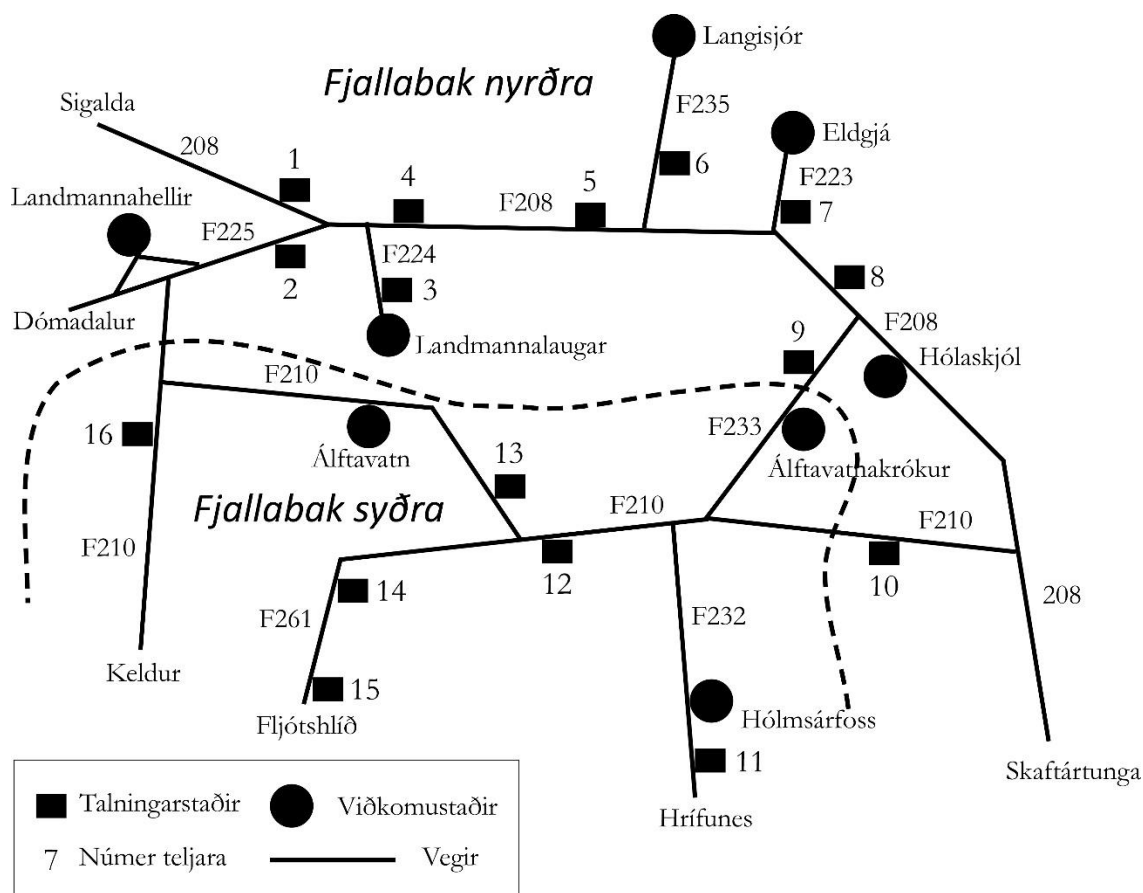 Langisjór
Fjallabak nyrðra
Sigalda
F235
Eldgjá
208
1
6
Landmannahellir
4
5
F223
F208
7
F225
F224
2
3
8
Dómadalur
F208
9
Landmannalaugar
Hólaskjól
F210
F233
16
Álftavatn
13
Álftavatnakrókur
Fjallabak syðra
F210
F210
F210
12
10
14
208
F261
F232
Keldur
15
Hólmsárfoss
Fljótshlíð
11
Skaftártunga
Hrífunes
Talningarstaðir
Viðkomustaðir
7 Númer teljara
Vegir